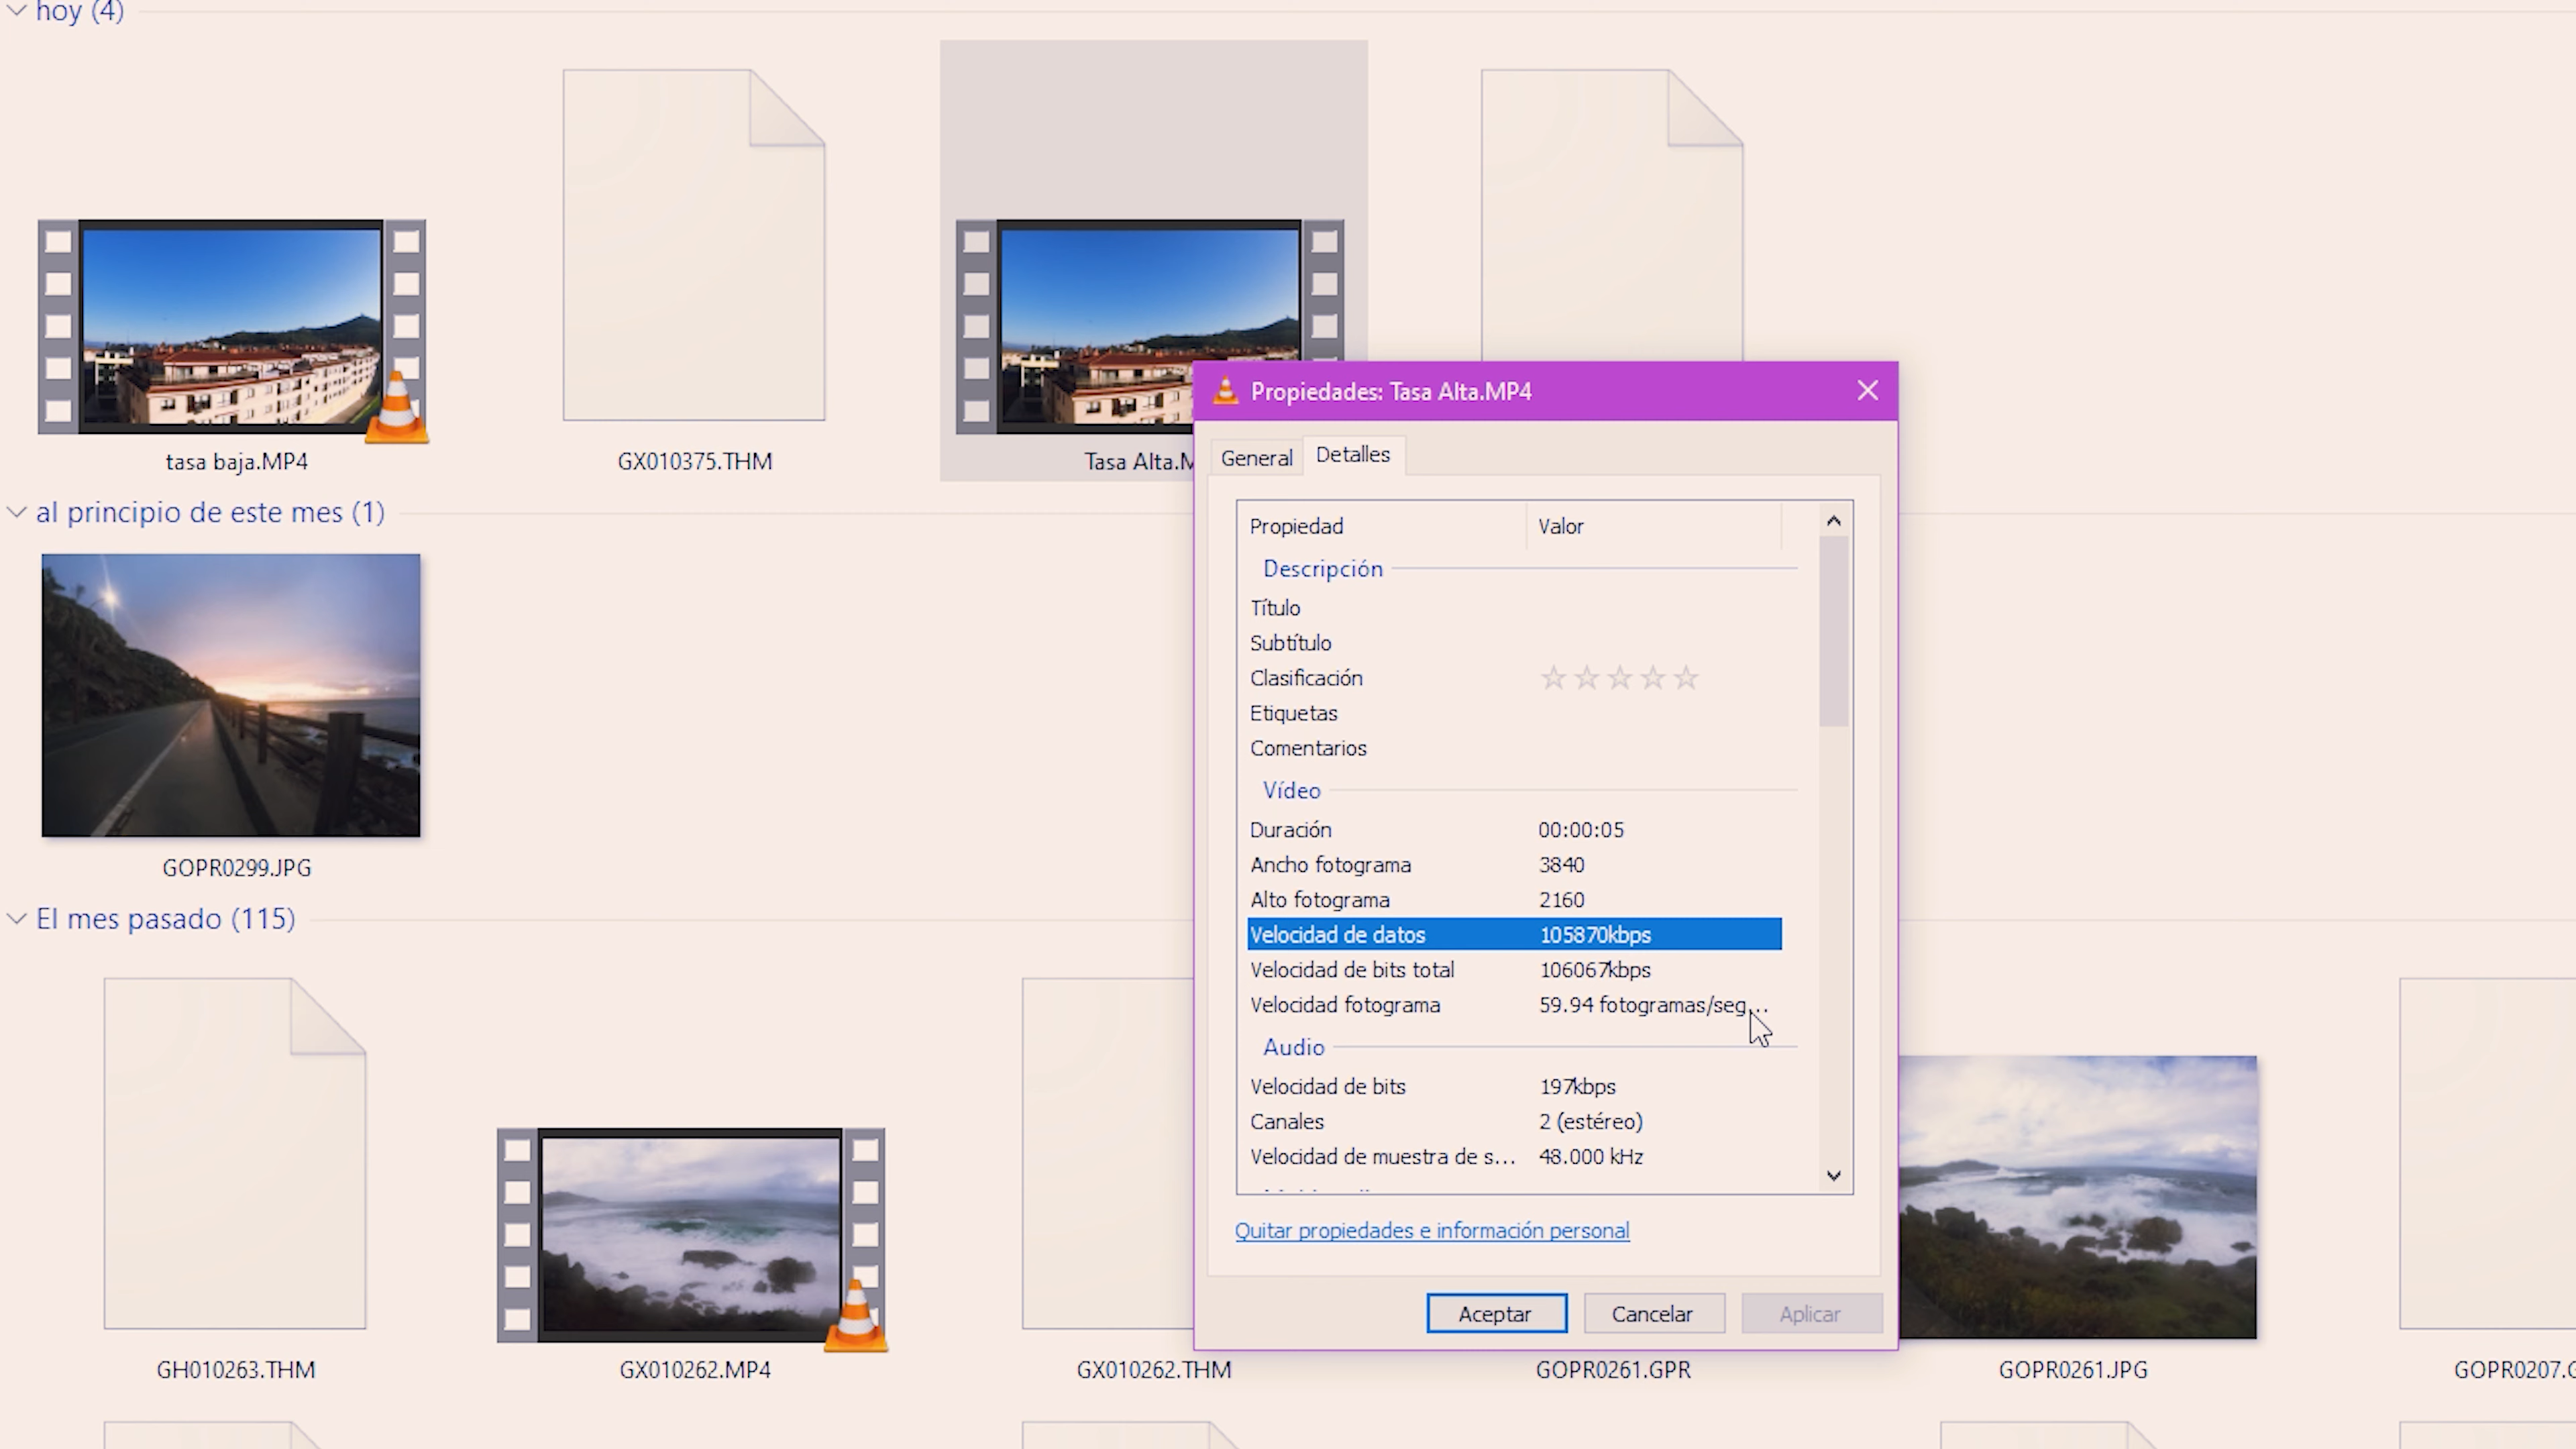 hoy (4)
tasa baja.MP4
GX010375.THM
Tasa Alta.M
al principio de este mes (1)
GOPR0299.JPG
El mes pasado (115)
GH010263.THM
GX010262.MP4
GX010262.THM
GOPR0261.GPR
GOPR0261.JPG
GOPR0207.G
Propiedades: Tasa Alta.MP4
General
Detalles
Propiedad Valor
Descripción
Título
Subtítulo
Clasificación
Etiquetas
Comentarios
Vídeo
Duración 00:00:05
Ancho fotograma 3840
Alto fotograma 2160
Velocidad de datos 105870kbps
Velocidad de bits total 106067kbps
Velocidad fotograma 59.94 fotogramas/seg...
Audio
Velocidad de bits 197kbps
Canales 2 (estéreo)
Velocidad de muestra de s... 48.000 kHz
Quitar propiedades e información personal
Aceptar
Cancelar
Aplicar